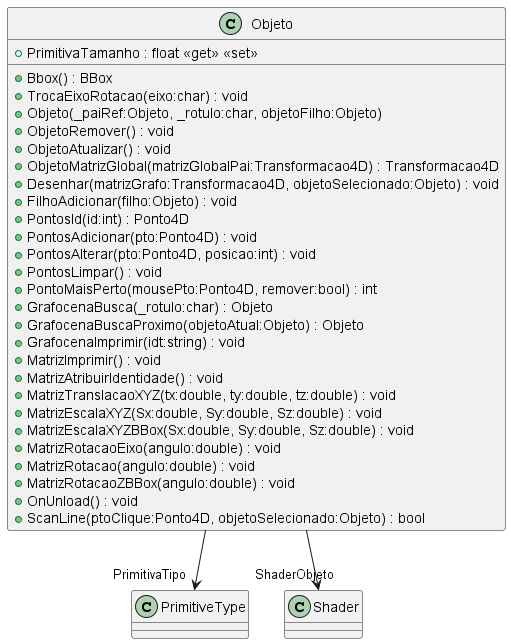 C Objeto
PrimitivaTamanho : float «get» «set»
Bbox() : BBox
TrocaEixoRotacao(eixo:char) : void
Objeto(_paiRef:Objeto, _rotulo:char, objetoFilho:Objeto)
ObjetoRemover() : void
ObjetoAtualizar() : void
ObjetoMatrizGlobal(matrizGlobalPai:Transformacao4D) : Transformacao4D
Desenhar(matrizGrafo:Transformacao4D, objetoSelecionado:Objeto) : void
FilhoAdicionar(filho:Objeto) : void
PontosId(id:int) : Ponto4D
PontosAdicionar(pto:Ponto4D) : void
PontosAlterar(pto:Ponto4D, posicao:int) : void
PontosLimpar() : void
PontoMaisPerto(mousePto:Ponto4D, remover:bool) : int
GrafocenaBusca(_rotulo:char) : Objeto
GrafocenaBuscaProximo(objetoAtual:Objeto) : Objeto
GrafocenaImprimir(idt:string) : void
MatrizImprimir() : void
MatrizAtribuirIdentidade() : void
MatrizTranslacaoXYZ(tx:double, ty:double, tz:double) : void
MatrizEscalaXYZ(Sx:double, Sy:double, Sz:double) : void
MatrizEscalaXYZBBox(Sx:double, Sy:double, Sz:double) : void
MatrizRotacaoEixo(angulo:double) : void
MatrizRotacao(angulo:double) : void
MatrizRotacaoZBBox(angulo:double) : void
OnUnload() : void
ScanLine(ptoClique:Ponto4D, objetoSelecionado:Objeto) : bool
PrimitivaTipo
ShaderObjeto
C PrimitiveType
C Shader